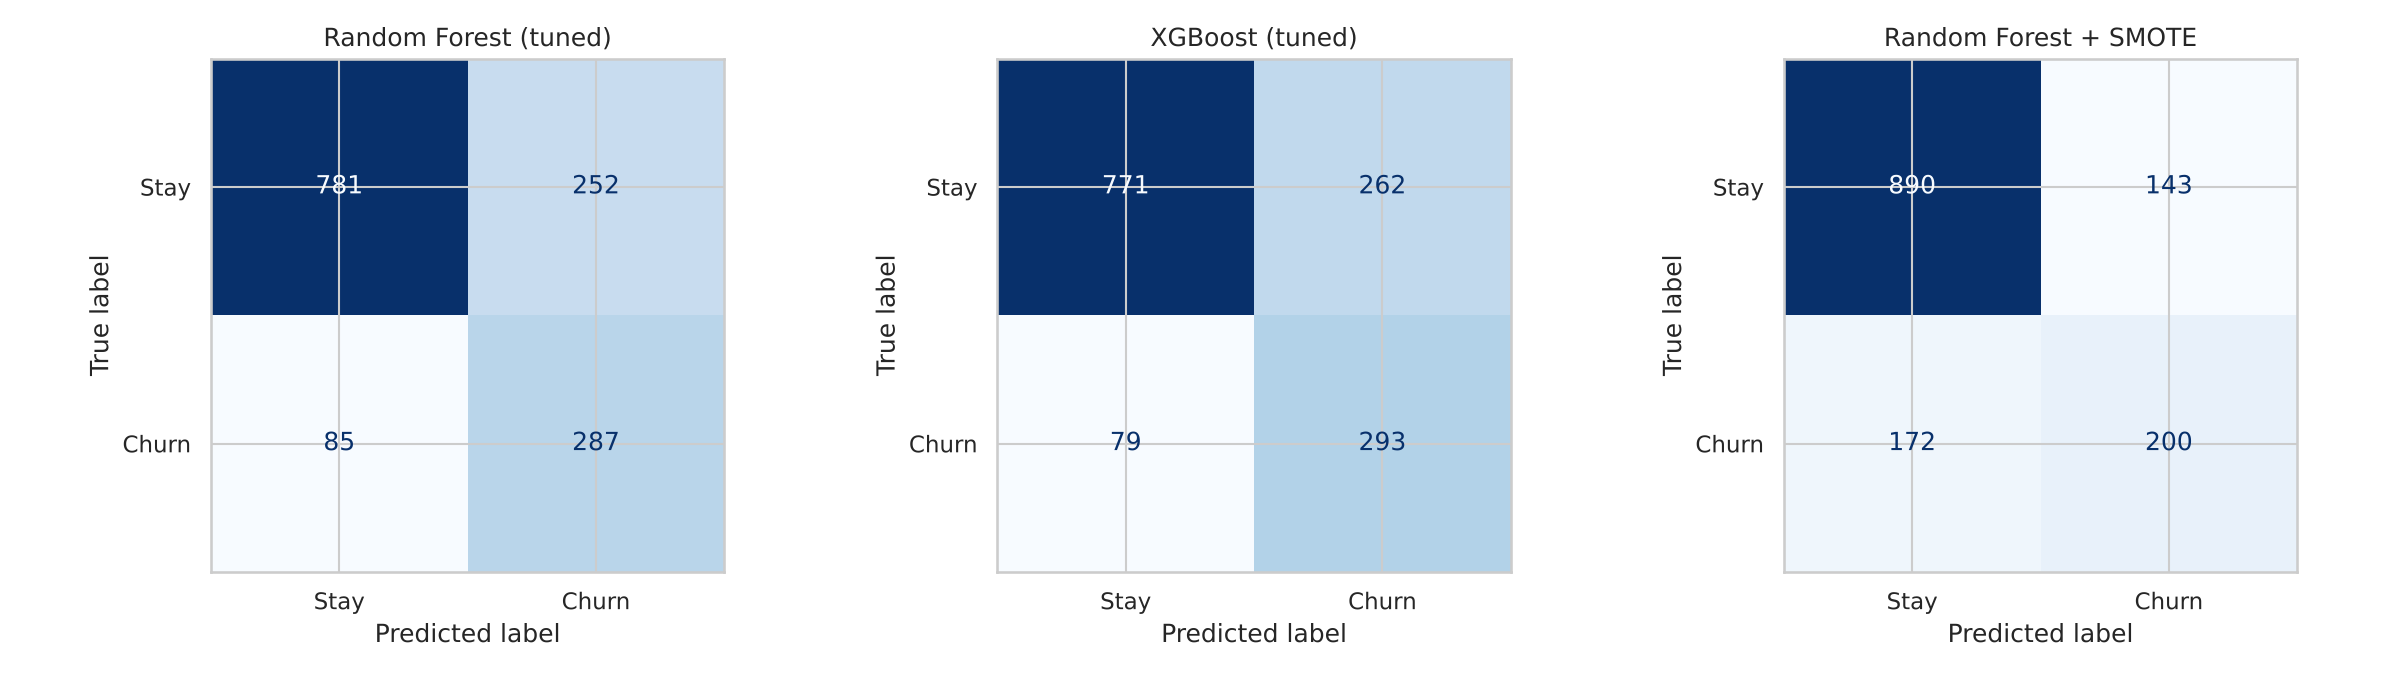 Random Forest (tuned)
Stay
781
252
True label
Churn
85
287
Stay
Churn
Predicted label
XGBoost (tuned)
Stay
771
262
True label
Churn
79
293
Stay
Churn
Predicted label
Random Forest + SMOTE
Stay
890
143
True label
Churn
172
200
Stay
Churn
Predicted label